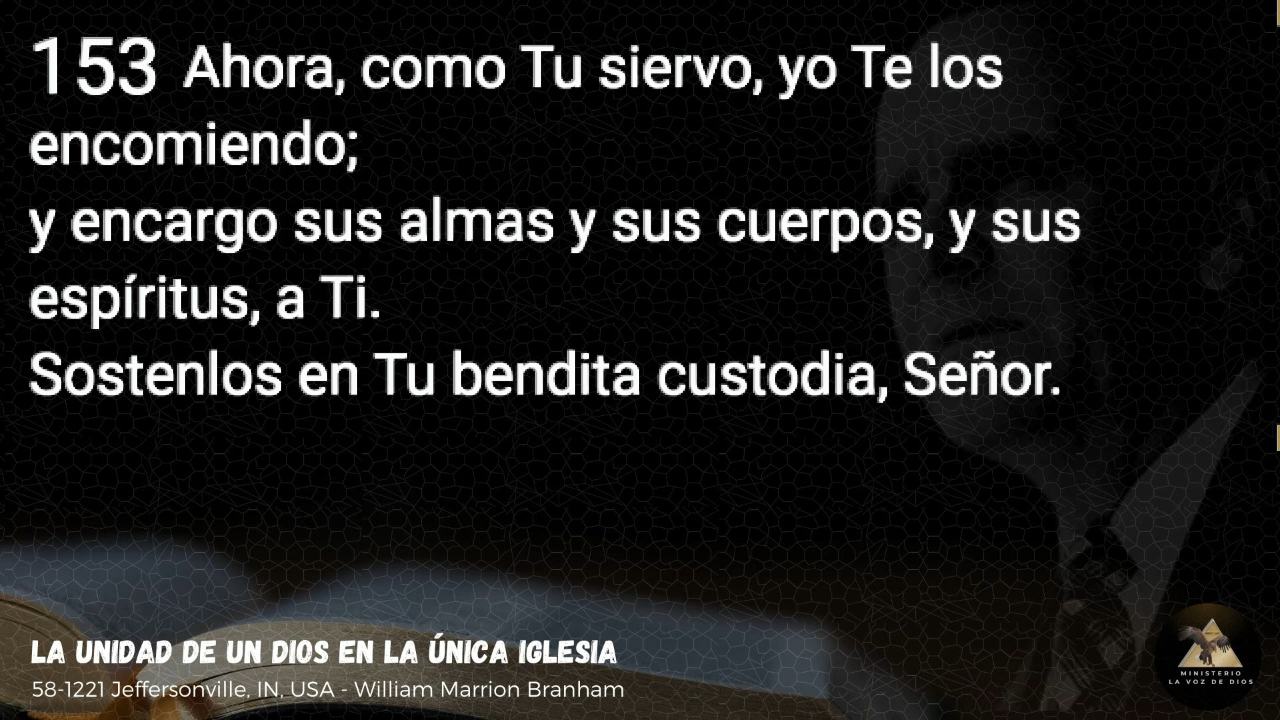 153 Ahora, como Tu siervo, yo Te los
encomiendo;
y encargo sus almas y sus cuerpos, y sus
espíritus, a Ti.
Sostenlos en Tu bendita custodia, Señor.
LA UNIDAD DE UN DIOS EN LA ÚNICA IGLESIA
58-1221 Jeffersonville, IN, USA - William Marrion Branham
MINISTERIO
LA VOZ DE DIOS